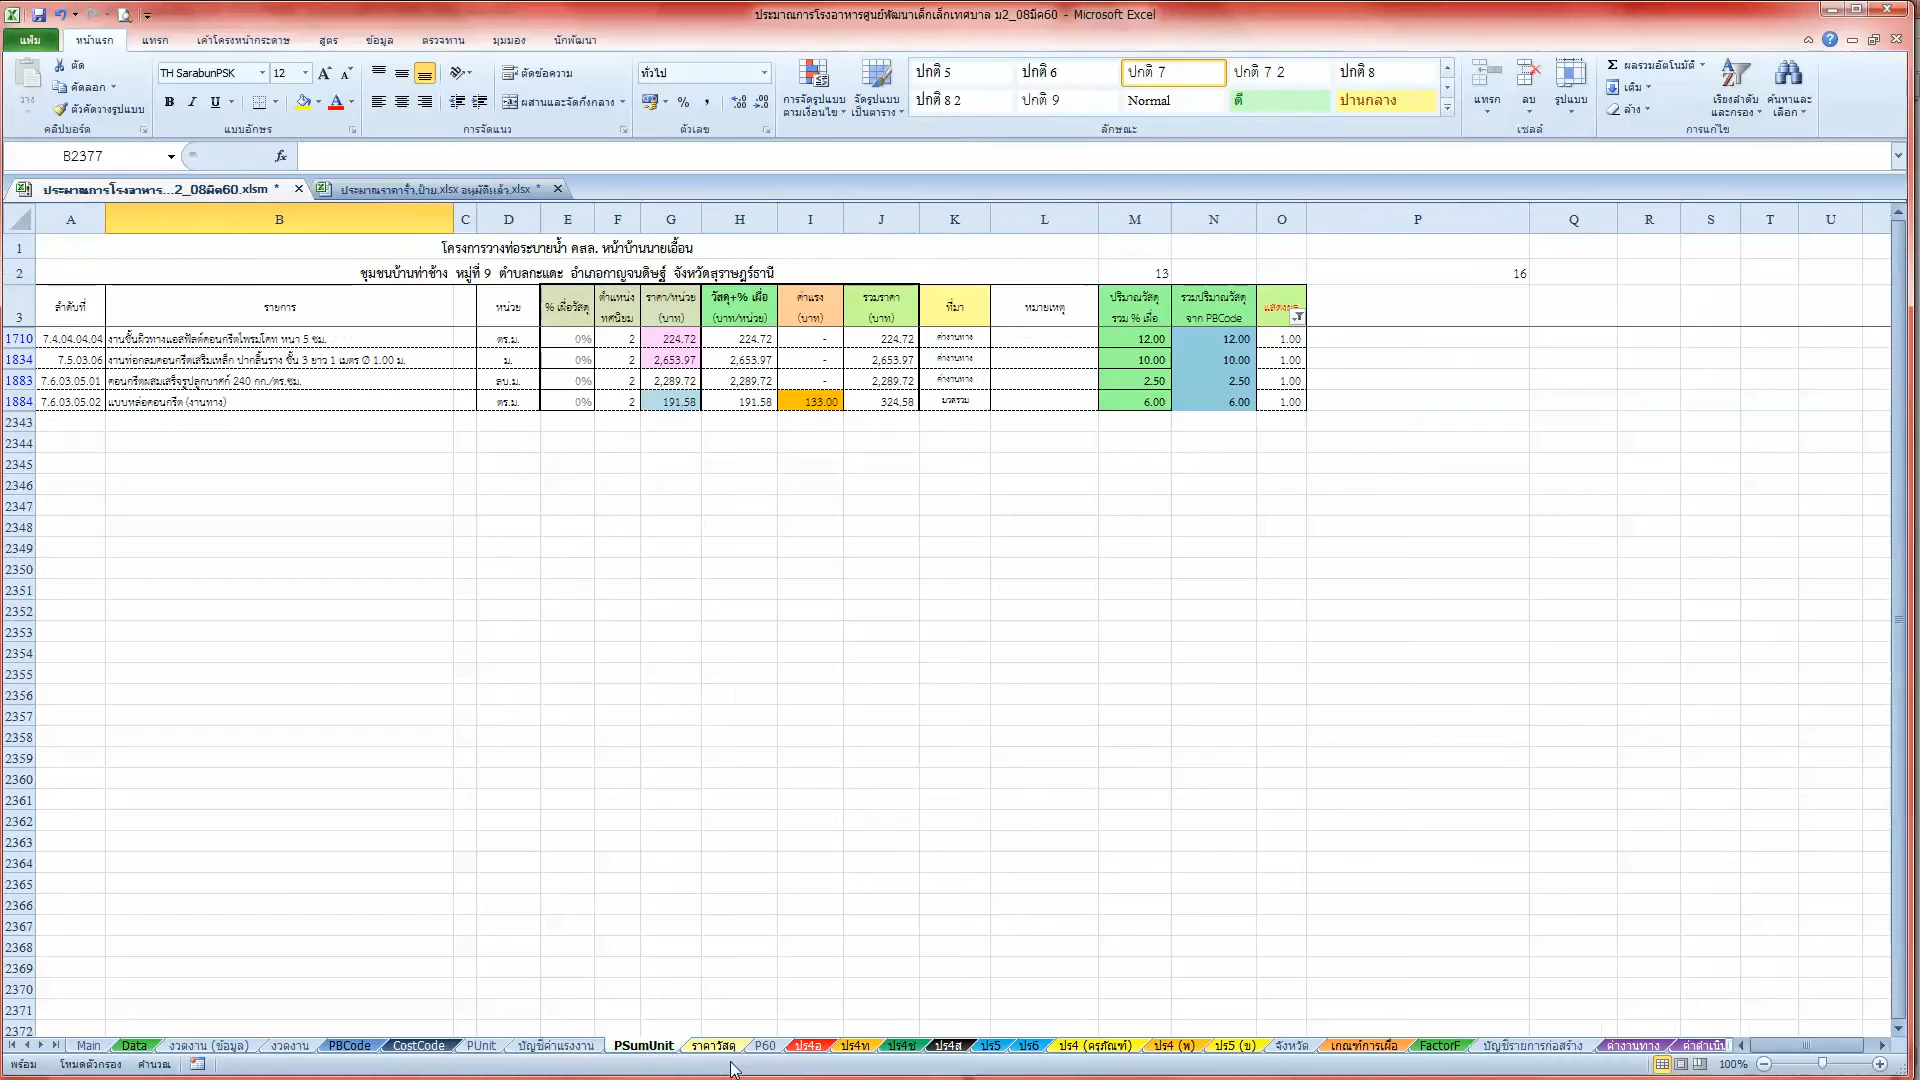 ประมาณการโรงอาหารศูนย์พัฒนาเด็กเล็กเทศบาล ม2_08มีค60 - Microsoft Excel
แฟ้ม หน้าแรก แทรก เค้าโครงหน้ากระดาษ สูตร ข้อมูล ตรวจทาน มุมมอง นักพัฒนา
วาง ตัด คัดลอก ตัวคัดวางรูปแบบ คลิปบอร์ด
TH SarabunPSK 12 แบบอักษร
ตัดข้อความ ผสานและจัดกึ่งกลาง การจัดแนว
ทั่วไป ตัวเลข
การจัดรูปแบบตามเงื่อนไข จัดรูปแบบเป็นตาราง
ปกติ 5 ปกติ 6 ปกติ 7 ปกติ 7 2 ปกติ 8
ปกติ 8 2 ปกติ 9 Normal ดี ปานกลาง
ลักษณะ
แทรก ลบ รูปแบบ เซลล์
ผลรวมอัตโนมัติ เติม ล้าง เรียงลำดับและกรอง ค้นหาและเลือก การแก้ไข
B2377 fx
ประมาณการโรงอาหาร...2_08มีค60.xlsm * ประมาณราคารั้ว,ป้าย.xlsx อนุมัติแล้ว.xlsx *
A B C D E F G H I J K L M N O P Q R S T U
1 โครงการวางท่อระบายน้ำ คสล. หน้าบ้านนายเอื้อน
2 ชุมชนบ้านท่าช้าง หมู่ที่ 9 ตำบลกะแดะ อำเภอกาญจนดิษฐ์ จังหวัดสุราษฎร์ธานี 13 16
3 ลำดับที่ รายการ หน่วย % เผื่อวัสดุ ตำแหน่งทศนิยม ราคา/หน่วย (บาท) วัสดุ+% เผื่อ (บาท/หน่วย) ค่าแรง (บาท) รวมราคา (บาท) ที่มา หมายเหตุ ปริมาณวัสดุ รวม % เผื่อ รวมปริมาณวัสดุ จาก PBCode
1710 7.4.04.04.04 งานชั้นผิวทางแอสฟัลต์คอนกรีตไพรมโคท หนา 5 ซม. ตร.ม. 0% 2 224.72 224.72 - 224.72 ค่างานทาง 12.00 12.00 1.00
1834 7.5.03.06 งานท่อกลมคอนกรีตเสริมเหล็ก ปากลิ้นราง ชั้น 3 ยาว 1 เมตร Ø 1.00 ม. ม. 0% 2 2,653.97 2,653.97 - 2,653.97 ค่างานทาง 10.00 10.00 1.00
1883 7.6.03.05.01 คอนกรีตผสมเสร็จรูปลูกบาศก์ 240 กก./ตร.ซม. ลบ.ม. 0% 2 2,289.72 2,289.72 - 2,289.72 ค่างานทาง 2.50 2.50 1.00
1884 7.6.03.05.02 แบบหล่อคอนกรีต (งานทาง) ตร.ม. 0% 2 191.58 191.58 133.00 324.58 มวลรวม 6.00 6.00 1.00
2343
2344
2345
2346
2347
2348
2349
2350
2351
2352
2353
2354
2355
2356
2357
2358
2359
2360
2361
2362
2363
2364
2365
2366
2367
2368
2369
2370
2371
2372
Main Data งวดงาน (ข้อมูล) งวดงาน PBCode CostCode PUnit บัญชีค่าแรงงาน PSumUnit ราคาวัสดุ P60 ปร4อ ปร4ท ปร4ช ปร4ส ปร5 ปร6 ปร4 (ครุภัณฑ์) ปร4 (พ) ปร5 (ข) จังหวัด เกณฑ์การเผื่อ FactorF บัญชีรายการก่อสร้าง ค่างานทาง ค่าดำเนิน
พร้อม โหมดตัวกรอง คำนวณ 100%